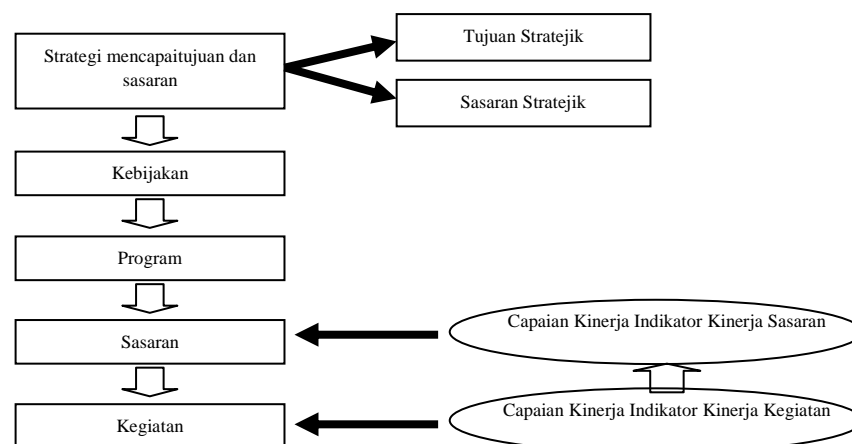 Strategi mencapaitujuan dan
sasaran
Tujuan Stratejik
Sasaran Stratejik
Kebijakan
Program
Sasaran
Capaian Kinerja Indikator Kinerja Sasaran
Kegiatan
Capaian Kinerja Indikator Kinerja Kegiatan